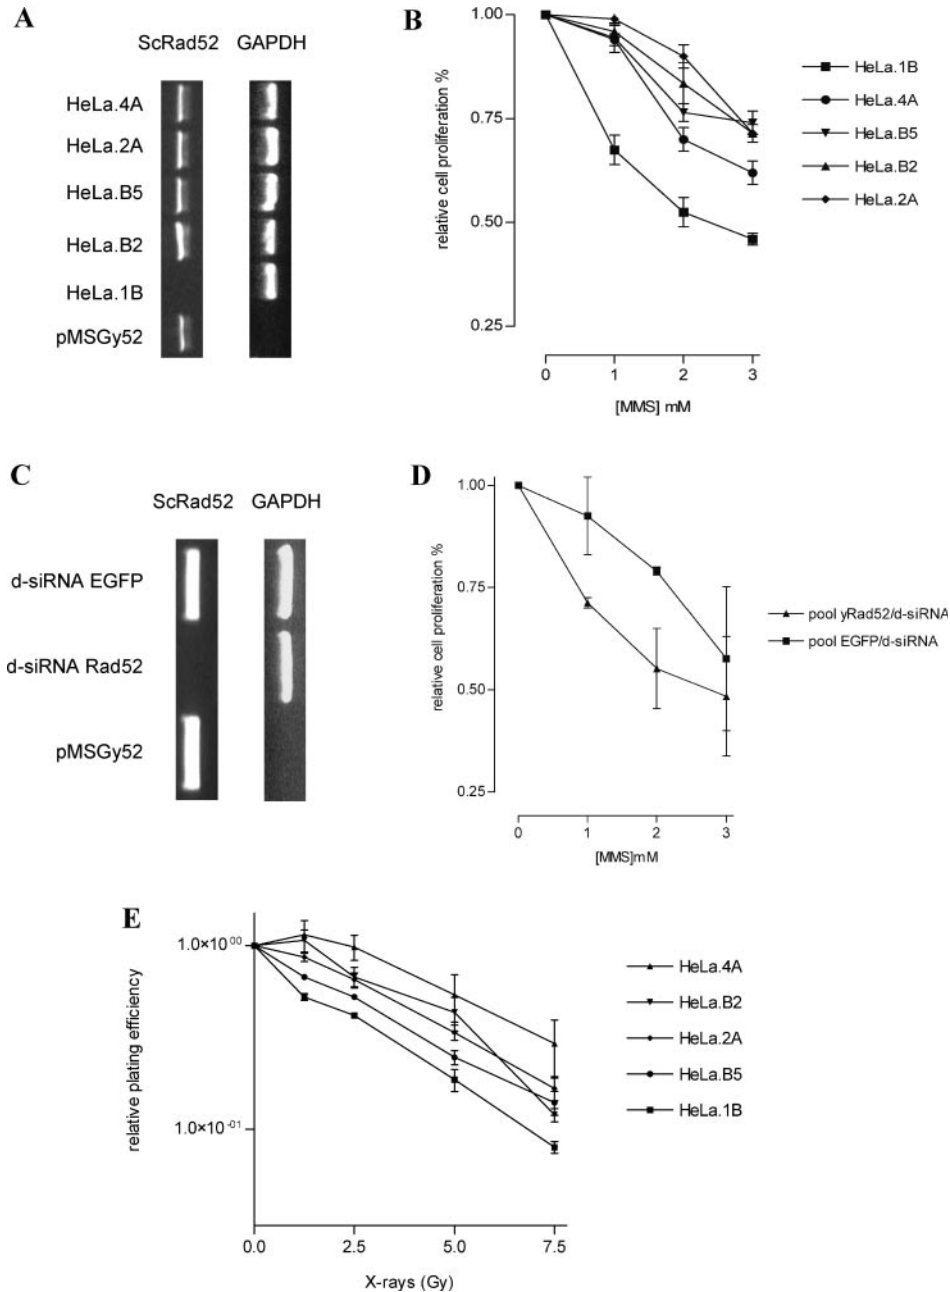 A
ScRad52 GAPDH
HeLa.4A
HeLa.2A
HeLa.B5
HeLa.B2
HeLa.1B
pMSGy52
B
relative cell proliferation %
1.00
0.75
0.50
0.25
0 1 2 3
[MMS] mM
HeLa.1B
HeLa.4A
HeLa.B5
HeLa.B2
HeLa.2A
C
ScRad52 GAPDH
d-siRNA EGFP
d-siRNA Rad52
pMSGy52
D
relative cell proliferation %
1.00
0.75
0.50
0.25
0 1 2 3
[MMS]mM
pool yRad52/d-siRNA
pool EGFP/d-siRNA
E
relative plating efficiency
1.0×10⁰⁰
1.0×10⁻⁰¹
0.0 2.5 5.0 7.5
X-rays (Gy)
HeLa.4A
HeLa.B2
HeLa.2A
HeLa.B5
HeLa.1B